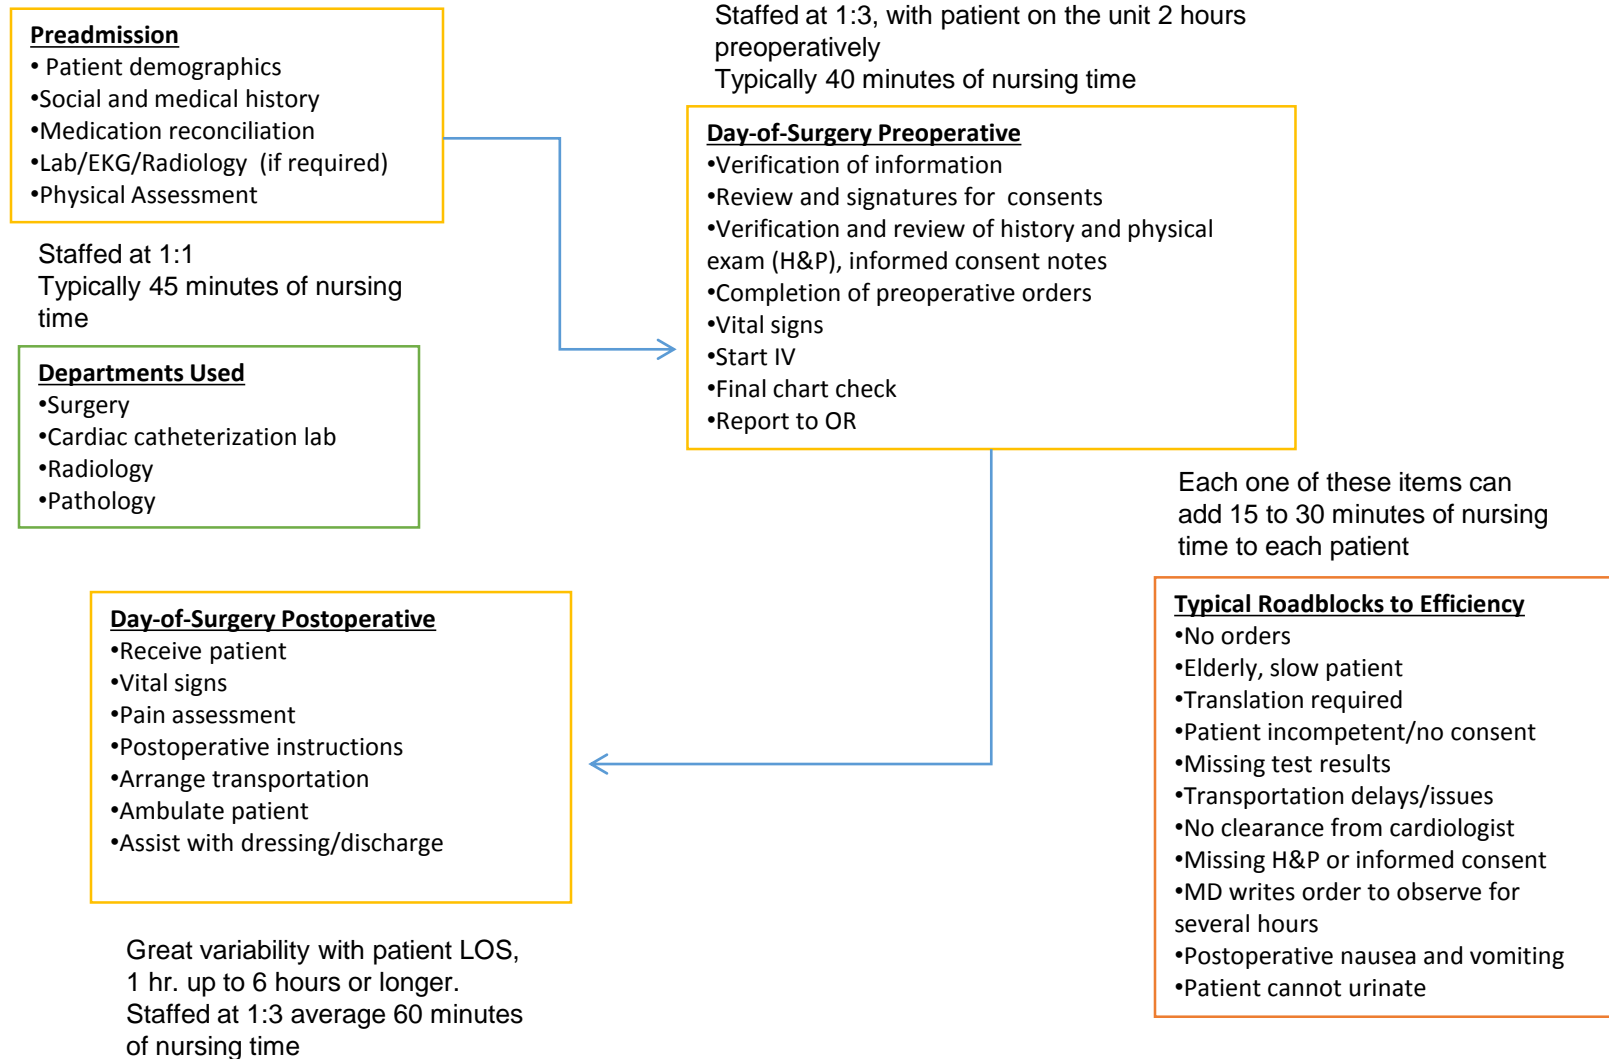 Preadmission
• Patient demographics
•Social and medical history
•Medication reconciliation
•Lab/EKG/Radiology  (if required)
•Physical Assessment
Staffed at 1:1
Typically 45 minutes of nursing
time
Departments Used
•Surgery
•Cardiac catheterization lab
•Radiology
•Pathology
Staffed at 1:3, with patient on the unit 2 hours
preoperatively
Typically 40 minutes of nursing time
Day-of-Surgery Preoperative
•Verification of information
•Review and signatures for  consents
•Verification and review of history and physical
exam (H&P), informed consent notes
•Completion of preoperative orders
•Vital signs
•Start IV
•Final chart check
•Report to OR
Day-of-Surgery Postoperative
•Receive patient
•Vital signs
•Pain assessment
•Postoperative instructions
•Arrange transportation
•Ambulate patient
•Assist with dressing/discharge
Great variability with patient LOS,
1 hr. up to 6 hours or longer.
Staffed at 1:3 average 60 minutes
of nursing time
Each one of these items can
add 15 to 30 minutes of nursing
time to each patient
Typical Roadblocks to Efficiency
•No orders
•Elderly, slow patient
•Translation required
•Patient incompetent/no consent
•Missing test results
•Transportation delays/issues
•No clearance from cardiologist
•Missing H&P or informed consent
•MD writes order to observe for
several hours
•Postoperative nausea and vomiting
•Patient cannot urinate